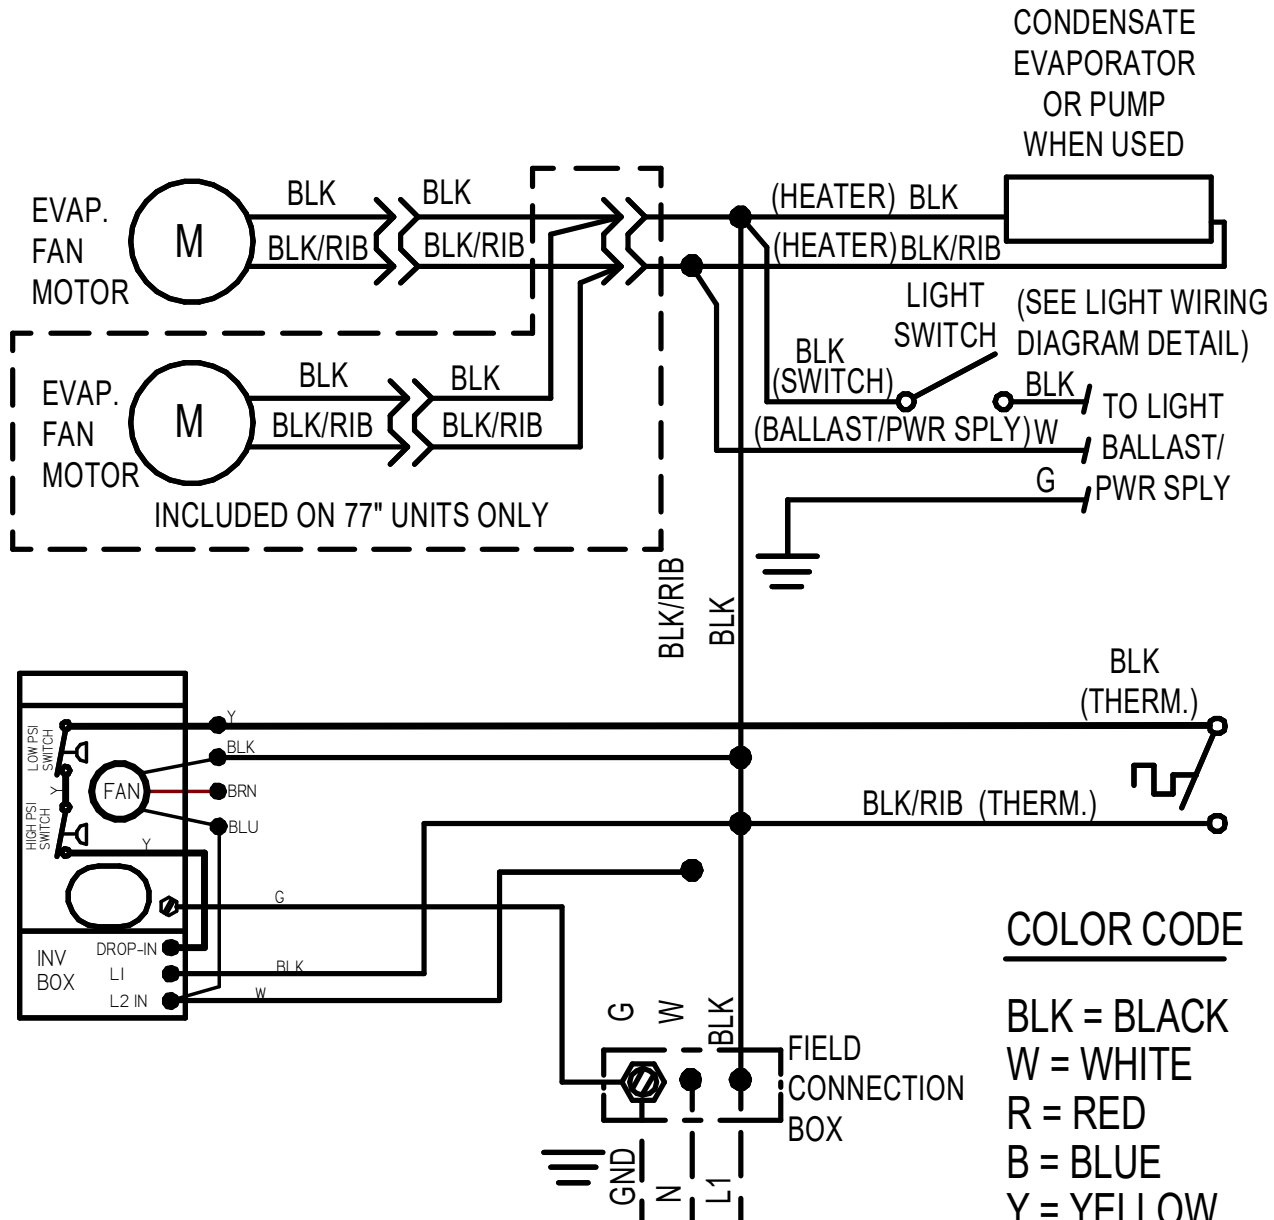 CONDENSATE
EVAPORATOR
OR PUMP
WHEN USED
EVAP.
FAN
MOTOR
M
BLK
BLK
BLK/RIB
BLK/RIB
(HEATER) BLK
(HEATER) BLK/RIB
LIGHT
SWITCH
(SEE LIGHT WIRING
DIAGRAM DETAIL)
BLK
(SWITCH)
BLK
(BALLAST/PWR SPLY) W
G
TO LIGHT
BALLAST/
PWR SPLY
EVAP.
FAN
MOTOR
M
BLK
BLK
BLK/RIB
BLK/RIB
INCLUDED ON 77" UNITS ONLY
BLK/RIB
BLK
BLK
(THERM.)
BLK/RIB (THERM.)
LOW PSI
SWITCH
Y
HIGH PSI
SWITCH
FAN
Y
BLK
BRN
BLU
Y
G
INV
BOX
DROP-IN
L1
L2 IN
BLK
W
G
W
BLK
FIELD
CONNECTION
BOX
GND
N
L1
COLOR CODE
BLK = BLACK
W = WHITE
R = RED
B = BLUE
Y = YELLOW